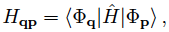 H_{qp} = ⟨Φ_q|Ĥ|Φ_p⟩ ,